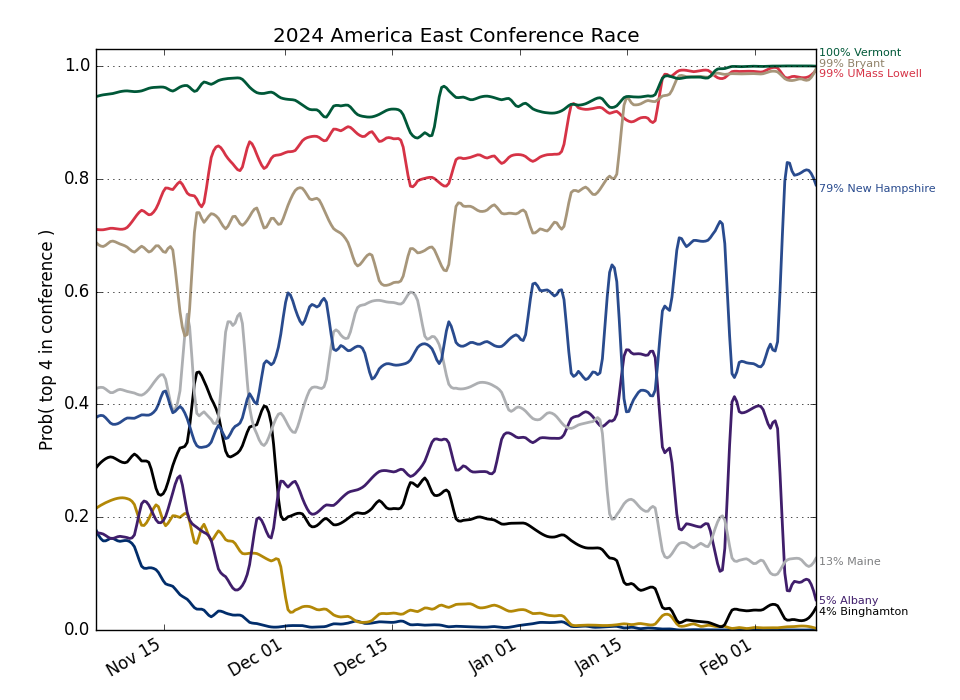 2024 America East Conference Race
Prob( top 4 in conference )
1.0
0.8
0.6
0.4
0.2
0.0
Nov 15
Dec 01
Dec 15
Jan 01
Jan 15
Feb 01
100% Vermont
99% Bryant
99% UMass Lowell
79% New Hampshire
13% Maine
5% Albany
4% Binghamton